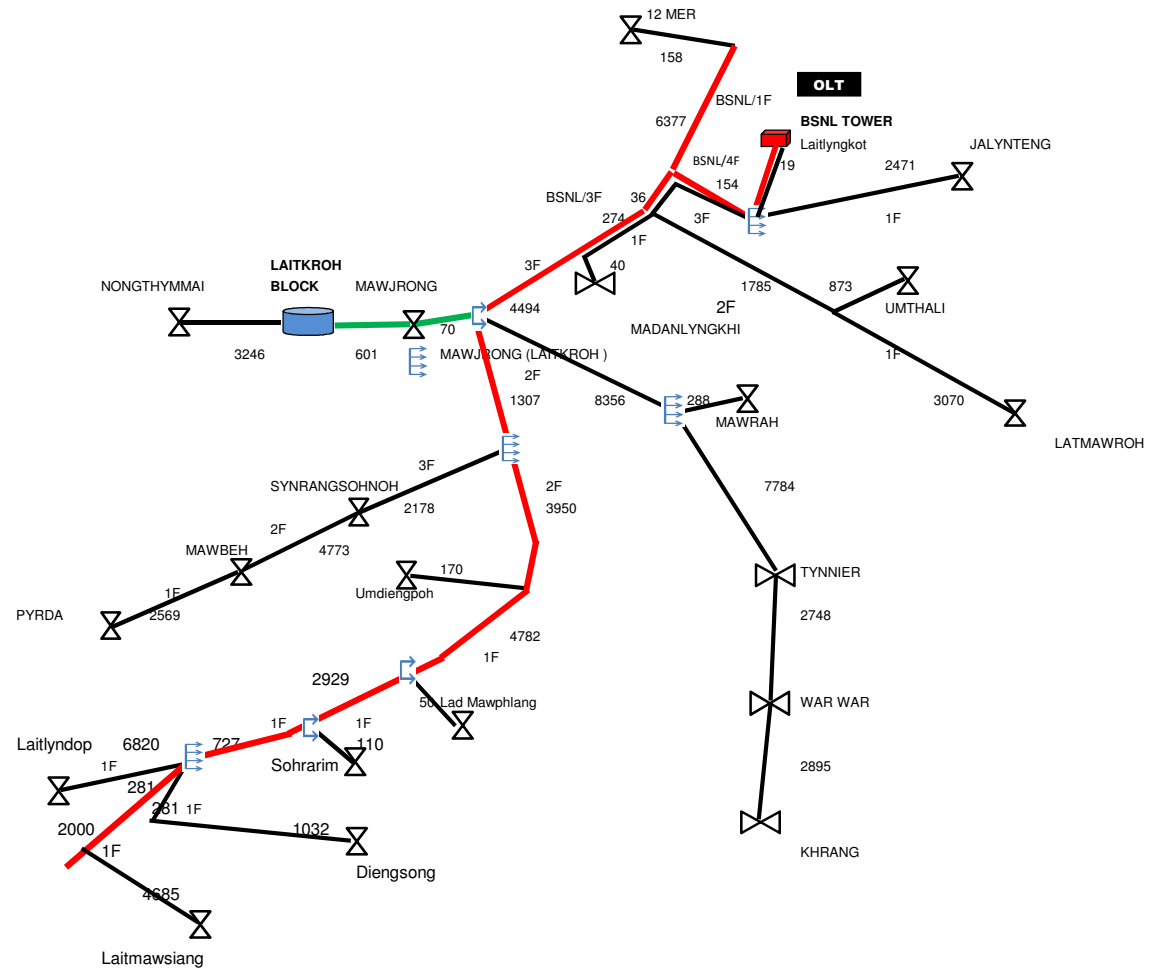 12 MER
158
OLT
BSNL/1F
6377
BSNL TOWER
Laitlyngkot
JALYNTENG
BSNL/4F
19
2471
154
BSNL/3F
36
274
3F
1F
1F
3F
40
LAITKROH
BLOCK
NONGTHYMMAI
MAWJRONG
1785
873
2F
UMTHALI
4494
MADANLYNGKHI
70
3246
601
MAWJRONG (LAITKROH )
1F
2F
1307
8356
288
3070
MAWRAH
LATMAWROH
3F
SYNRANGSOHNOH
2F
7784
2178
3950
2F
MAWBEH
4773
170
TYNNIER
Umdiengpoh
1F
PYRDA
2569
2748
4782
1F
2929
50
Lad Mawphlang
WAR WAR
1F
1F
Laitlyndop
6820
727
110
1F
Sohrarim
2895
281
281
1F
2000
1032
1F
KHRANG
Diengsong
4685
Laitmawsiang